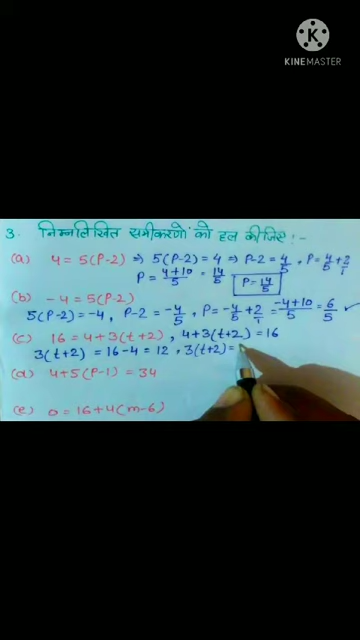 K
KINEMASTER
3. निम्नलिखित समीकरणों को हल कीजिए :-
(a) 4 = 5(P-2) ⇒ 5(P-2) = 4 ⇒ P-2 = 4/5, P = 4/5 + 2/1
P = 4+10/5 = 14/5 P = 14/5
(b) -4 = 5(P-2)
5(P-2) = -4, P-2 = -4/5, P = -4/5 + 2/1 = -4+10/5 = 6/5 ✓
(c) 16 = 4+3(t+2), 4+3(t+2) = 16
3(t+2) = 16-4 = 12, 3(t+2) =
(d) 4+5(P-1) = 34
(e) 0 = 16+4(m-6)